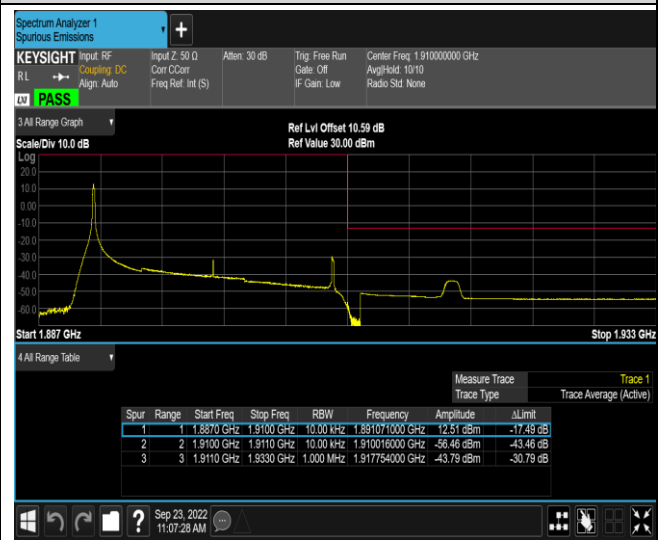 Spectrum Analyzer 1
Spurious Emissions
+
KEYSIGHT Input: RF Input Z: 50 Ω Atten: 30 dB Trig: Free Run Center Freq: 1.910000000 GHz
RL Coupling: DC Corr CCorr Gate: Off Avg|Hold: 10/10
Align: Auto Freq Ref: Int (S) IF Gain: Low Radio Std: None
LXI PASS
3 All Range Graph
Ref Lvl Offset 10.59 dB
Scale/Div 10.0 dB Ref Value 30.00 dBm
Log
20.0
10.0
0.00
-10.0
-20.0
-30.0
-40.0
-50.0
-60.0
Start 1.887 GHz Stop 1.933 GHz
4 All Range Table
Measure Trace Trace 1
Trace Type Trace Average (Active)
Spur Range Start Freq Stop Freq RBW Frequency Amplitude ΔLimit
1 1 1.8870 GHz 1.9100 GHz 10.00 kHz 1.891071000 GHz 12.51 dBm -17.49 dB
2 2 1.9100 GHz 1.9110 GHz 10.00 kHz 1.910016000 GHz -56.46 dBm -43.46 dB
3 3 1.9110 GHz 1.9330 GHz 1.000 MHz 1.917754000 GHz -43.79 dBm -30.79 dB
? Sep 23, 2022
11:07:28 AM